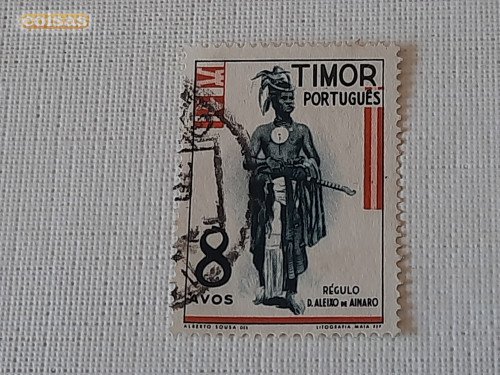 coisas
TIMOR
PORTUGUÊS
8
AVOS
RÉGULO
D. ALEIXO DE AINARO
ALBERTO SOUSA DEL
LITOGRAFIA MAIA